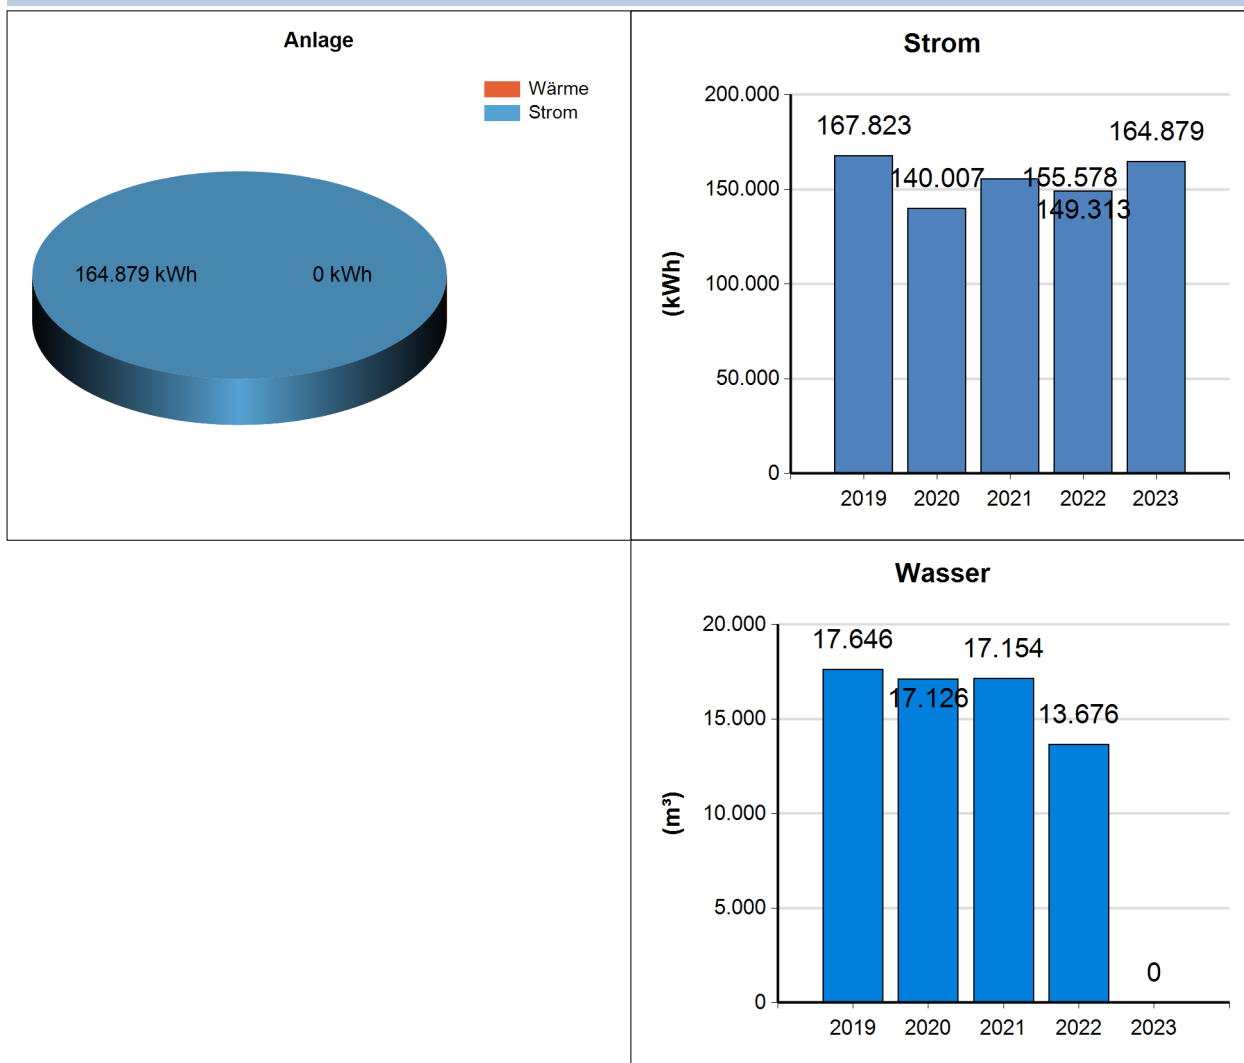 Anlage
Wärme
Strom
164.879 kWh
0 kWh
Strom
200.000
150.000
100.000
50.000
0
(kWh)
167.823
140.007
155.578
149.313
164.879
2019 2020 2021 2022 2023
Wasser
20.000
15.000
10.000
5.000
0
(m³)
17.646
17.126
17.154
13.676
0
2019 2020 2021 2022 2023